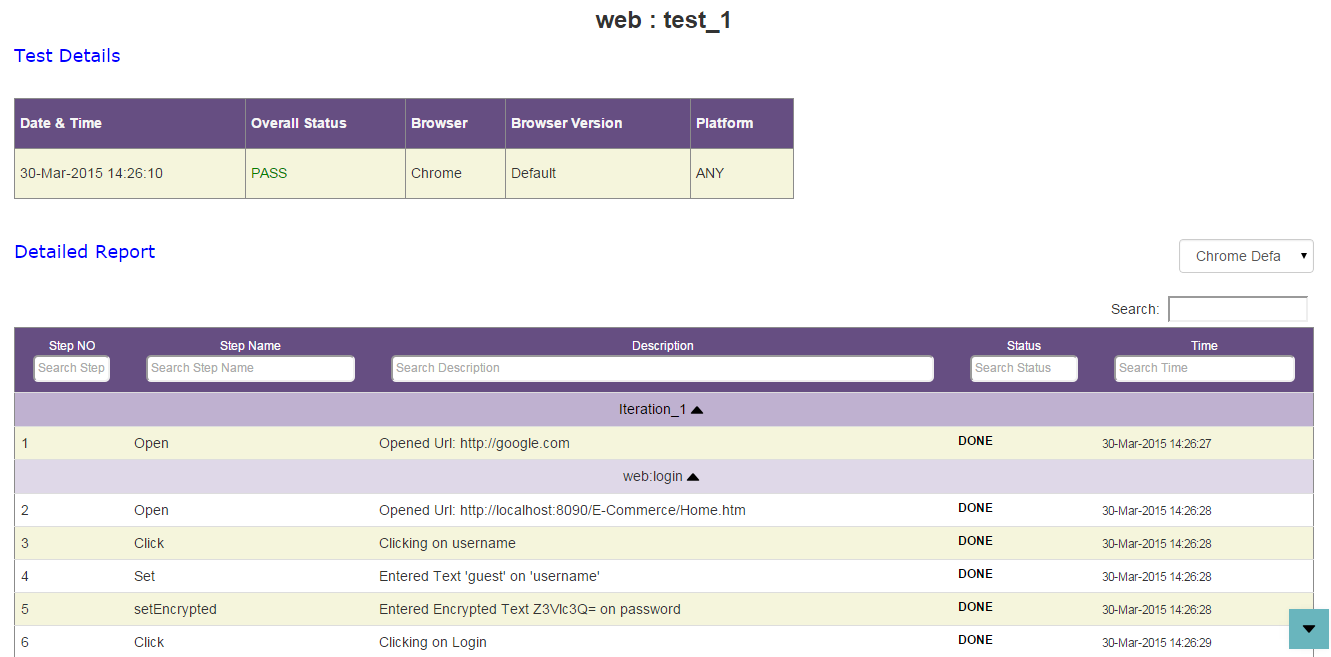 web : test_1
Test Details
Date & Time Overall Status Browser Browser Version Platform
30-Mar-2015 14:26:10 PASS Chrome Default ANY
Detailed Report Chrome Defa
Search:
Step NO Step Name Description Status Time
Search Step Search Step Name Search Description Search Status Search Time
Iteration_1
1 Open Opened Url: http://google.com DONE 30-Mar-2015 14:26:27
web:login
2 Open Opened Url: http://localhost:8090/E-Commerce/Home.htm DONE 30-Mar-2015 14:26:28
3 Click Clicking on username DONE 30-Mar-2015 14:26:28
4 Set Entered Text 'guest' on 'username' DONE 30-Mar-2015 14:26:28
5 setEncrypted Entered Encrypted Text Z3Vlc3Q= on password DONE 30-Mar-2015 14:26:28
6 Click Clicking on Login DONE 30-Mar-2015 14:26:29